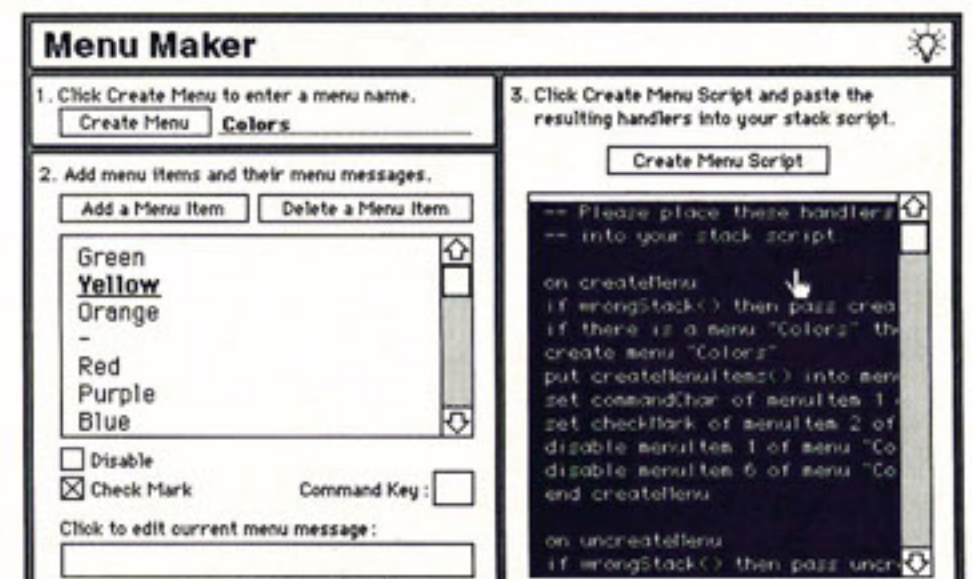 Menu Maker
1. Click Create Menu to enter a menu name.
Create Menu
Colors
2. Add menu items and their menu messages.
Add a Menu Item
Delete a Menu Item
Green
Yellow
Orange
-
Red
Purple
Blue
Disable
Check Mark
Command Key :
Click to edit current menu message :
3. Click Create Menu Script and paste the
resulting handlers into your stack script.
Create Menu Script
-- Please place these handlers
-- into your stack script
on createMenu
if wrongStack() then pass crea
if there is a menu "Colors" th
create menu "Colors"
put createMenuItems() into men
set commandChar of menuItem 1
set checkMark of menuItem 2 of
disable menuItem 1 of menu "Co
disable menuItem 6 of menu "Co
end createMenu
on uncreateMenu
if wrongStack() then pass uncr